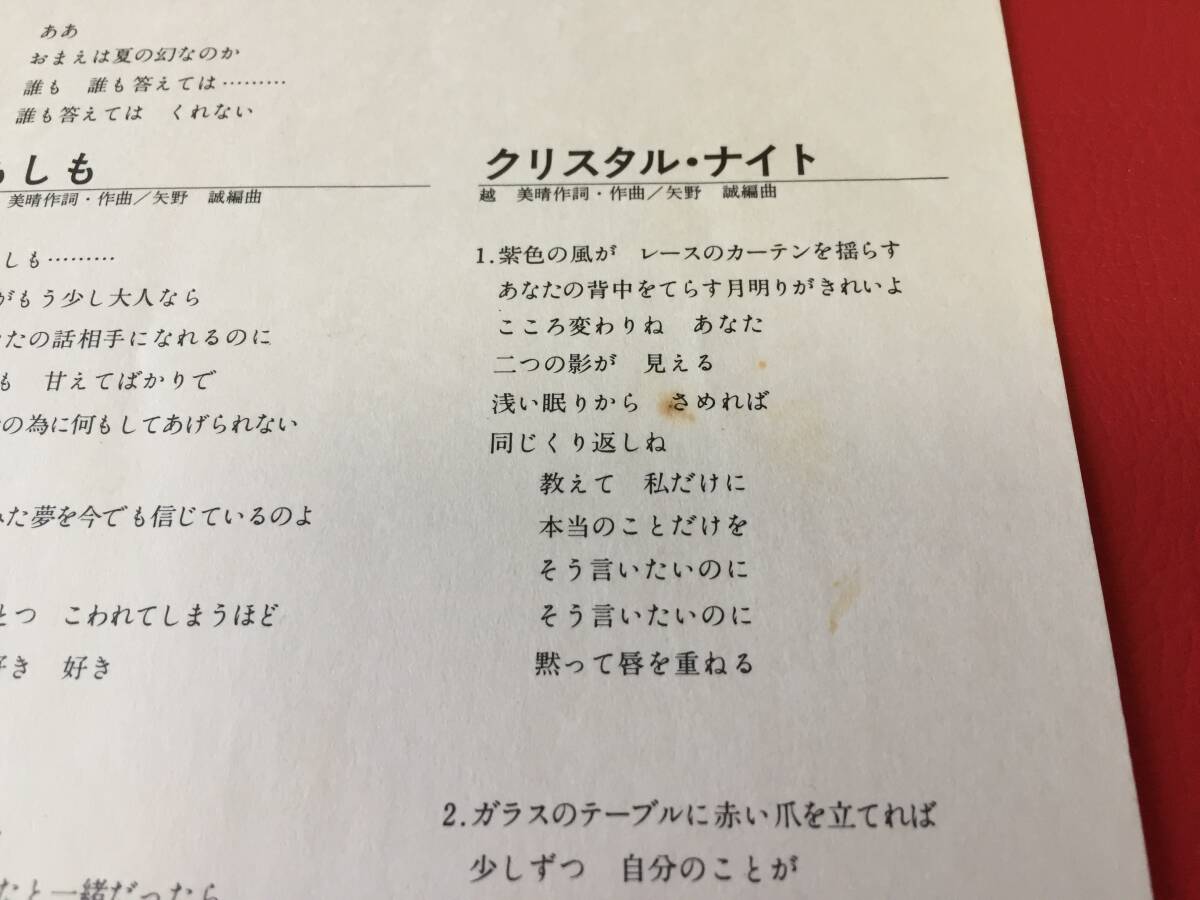 ああ
おまえは夏の幻なのか
誰も　誰も答えては………
誰も答えては　くれない
しも
美晴作詞・作曲／矢野　誠編曲
しも………
がもう少し大人なら
たの話相手になれるのに
も　甘えてばかりで
の為に何もしてあげられない
みた夢を今でも信じているのよ
とつ　こわれてしまうほど
好き　好き
たと一緒だったら
クリスタル・ナイト
越　美晴作詞・作曲／矢野　誠編曲
1.紫色の風が　レースのカーテンを揺らす
あなたの背中をてらす月明りがきれいよ
こころ変わりね　あなた
二つの影が　見える
浅い眠りから　さめれば
同じくり返しね
教えて　私だけに
本当のことだけを
そう言いたいのに
そう言いたいのに
黙って唇を重ねる
2.ガラスのテーブルに赤い爪を立てれば
少しずつ　自分のことが